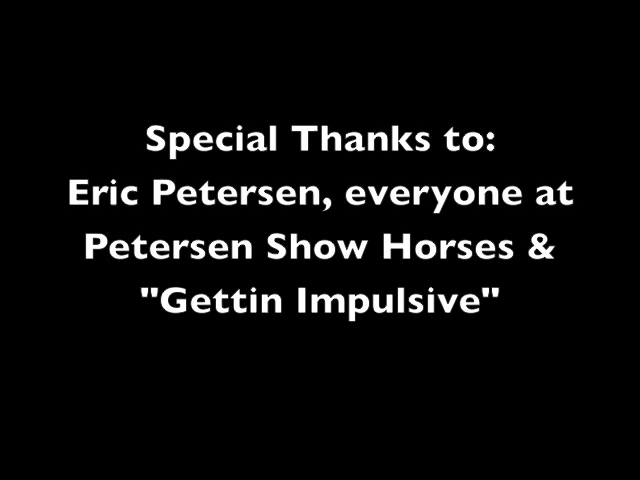 Special Thanks to:
Eric Petersen, everyone at
Petersen Show Horses &
"Gettin Impulsive"